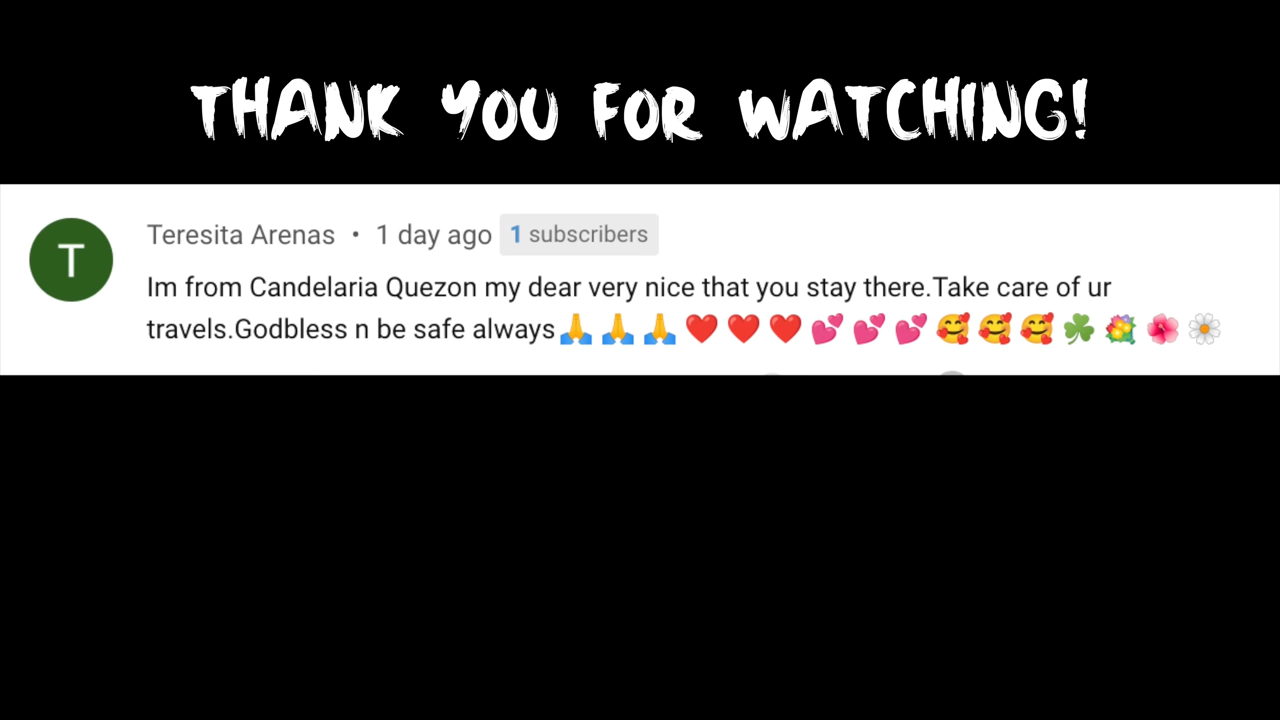 THANK YOU FOR WATCHING!
T
Teresita Arenas • 1 day ago 1 subscribers
Im from Candelaria Quezon my dear very nice that you stay there.Take care of ur
travels.Godbless n be safe always🙏🙏🙏❤️❤️❤️💕💕💕🥰🥰🥰☘️💐🌺🌼